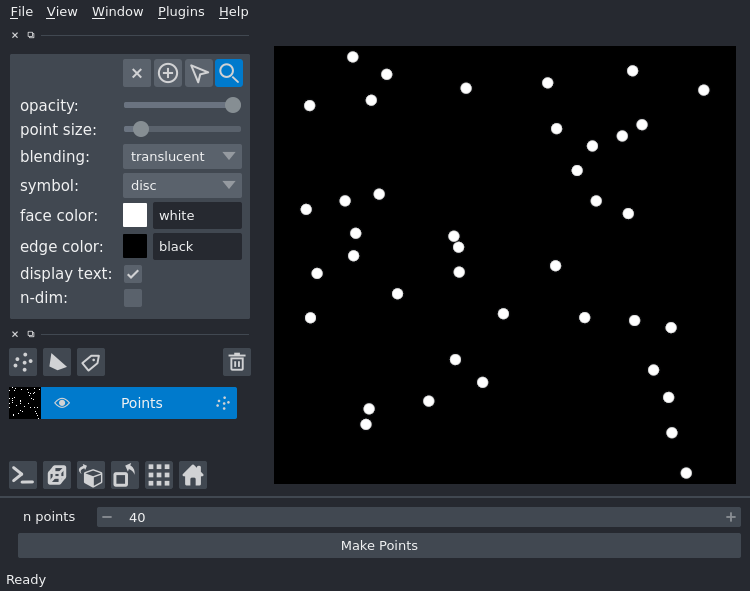 File View Window Plugins Help
opacity:
point size:
blending: translucent
symbol: disc
face color: white
edge color: black
display text:
n-dim:
Points
n points 40
Make Points
Ready